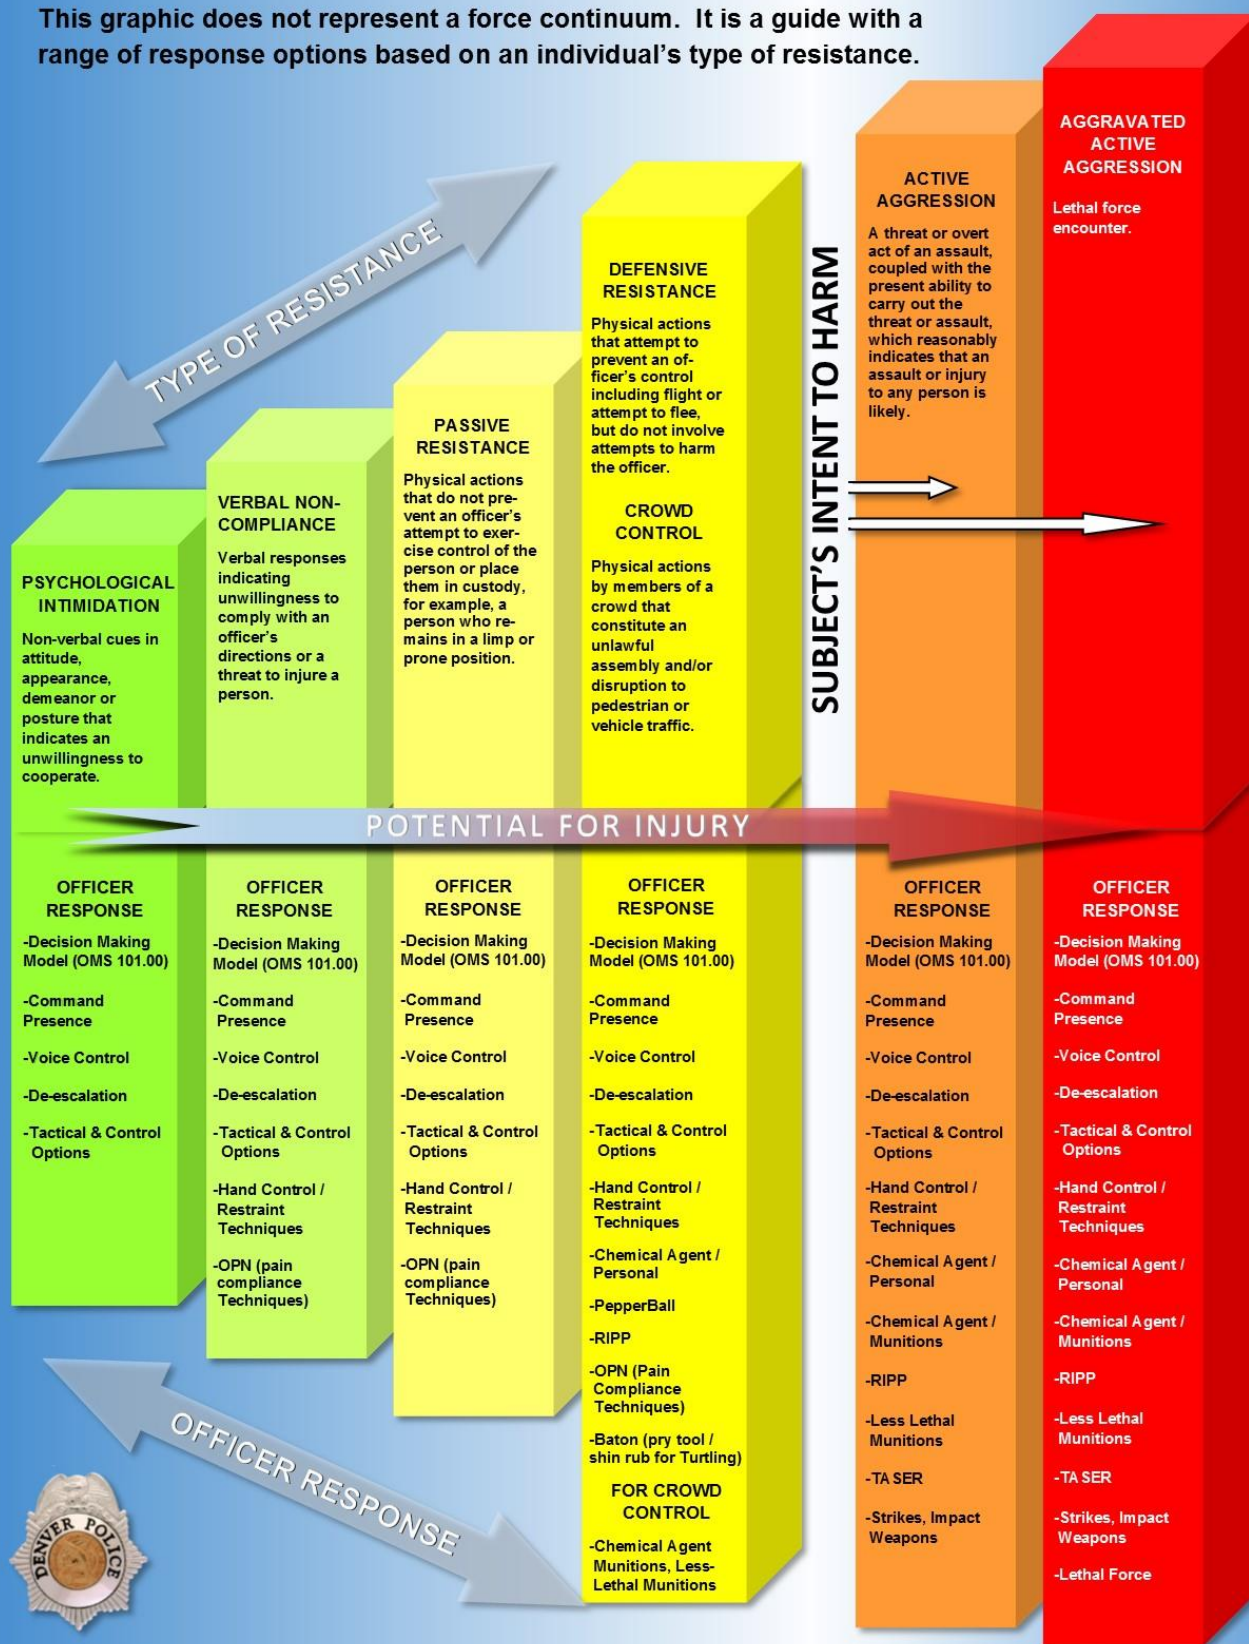 This graphic does not represent a force continuum.  It is a guide with a
range of response options based on an individual's type of resistance.
TYPE OF RESISTANCE
PSYCHOLOGICAL
INTIMIDATION
Non-verbal cues in
attitude,
appearance,
demeanor or
posture that
indicates an
unwillingness to
cooperate.
VERBAL NON-
COMPLIANCE
Verbal responses
indicating
unwillingness to
comply with an
officer's
directions or a
threat to injure a
person.
PASSIVE
RESISTANCE
Physical actions
that do not pre-
vent an officer's
attempt to exer-
cise control of the
person or place
them in custody,
for example, a
person who re-
mains in a limp or
prone position.
DEFENSIVE
RESISTANCE
Physical actions
that attempt to
prevent an of-
ficer's control
including flight or
attempt to flee,
but do not involve
attempts to harm
the officer.
CROWD
CONTROL
Physical actions
by members of a
crowd that
constitute an
unlawful
assembly and/or
disruption to
pedestrian or
vehicle traffic.
SUBJECT'S INTENT TO HARM
ACTIVE
AGGRESSION
A threat or overt
act of an assault,
coupled with the
present ability to
carry out the
threat or assault,
which reasonably
indicates that an
assault or injury
to any person is
likely.
AGGRAVATED
ACTIVE
AGGRESSION
Lethal force
encounter.
POTENTIAL FOR INJURY
OFFICER
RESPONSE
-Decision Making
Model (OMS 101.00)
-Command
Presence
-Voice Control
-De-escalation
-Tactical & Control
Options
OFFICER
RESPONSE
-Decision Making
Model (OMS 101.00)
-Command
Presence
-Voice Control
-De-escalation
-Tactical & Control
Options
-Hand Control /
Restraint
Techniques
-OPN (pain
compliance
Techniques)
OFFICER
RESPONSE
-Decision Making
Model (OMS 101.00)
-Command
Presence
-Voice Control
-De-escalation
-Tactical & Control
Options
-Hand Control /
Restraint
Techniques
-OPN (pain
compliance
Techniques)
OFFICER
RESPONSE
-Decision Making
Model (OMS 101.00)
-Command
Presence
-Voice Control
-De-escalation
-Tactical & Control
Options
-Hand Control /
Restraint
Techniques
-Chemical Agent /
Personal
-PepperBall
-RIPP
-OPN (Pain
Compliance
Techniques)
-Baton (pry tool /
shin rub for Turtling)
FOR CROWD
CONTROL
-Chemical Agent
Munitions, Less-
Lethal Munitions
OFFICER
RESPONSE
-Decision Making
Model (OMS 101.00)
-Command
Presence
-Voice Control
-De-escalation
-Tactical & Control
Options
-Hand Control /
Restraint
Techniques
-Chemical Agent /
Personal
-Chemical Agent /
Munitions
-RIPP
-Less Lethal
Munitions
-TASER
-Strikes, Impact
Weapons
OFFICER
RESPONSE
-Decision Making
Model (OMS 101.00)
-Command
Presence
-Voice Control
-De-escalation
-Tactical & Control
Options
-Hand Control /
Restraint
Techniques
-Chemical Agent /
Personal
-Chemical Agent /
Munitions
-RIPP
-Less Lethal
Munitions
-TASER
-Strikes, Impact
Weapons
-Lethal Force
OFFICER RESPONSE
DENVER POLICE